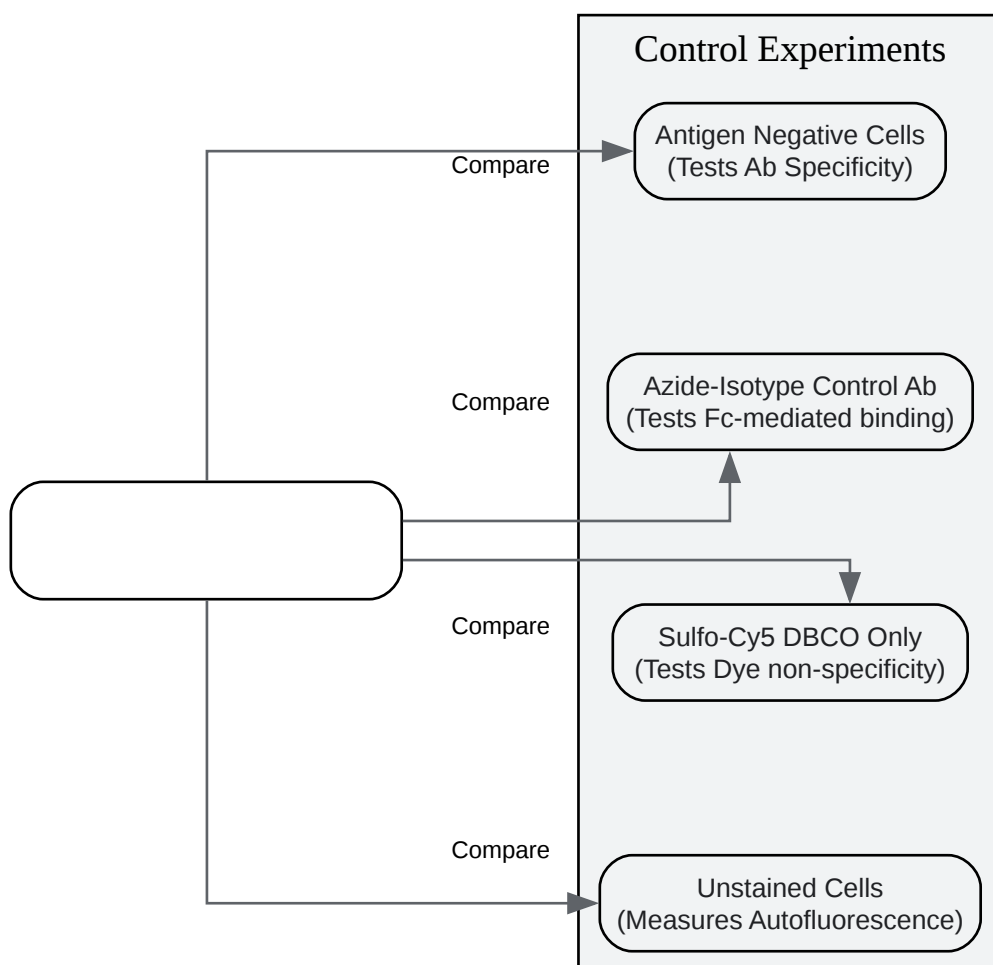 Control Experiments
Antigen Negative Cells
(Tests Ab Specificity)
Compare
Azide-Isotype Control Ab
(Tests Fc-mediated binding)
Compare
Compare
Sulfo-Cy5 DBCO Only
(Tests Dye non-specificity)
Compare
Unstained Cells
(Measures Autofluorescence)